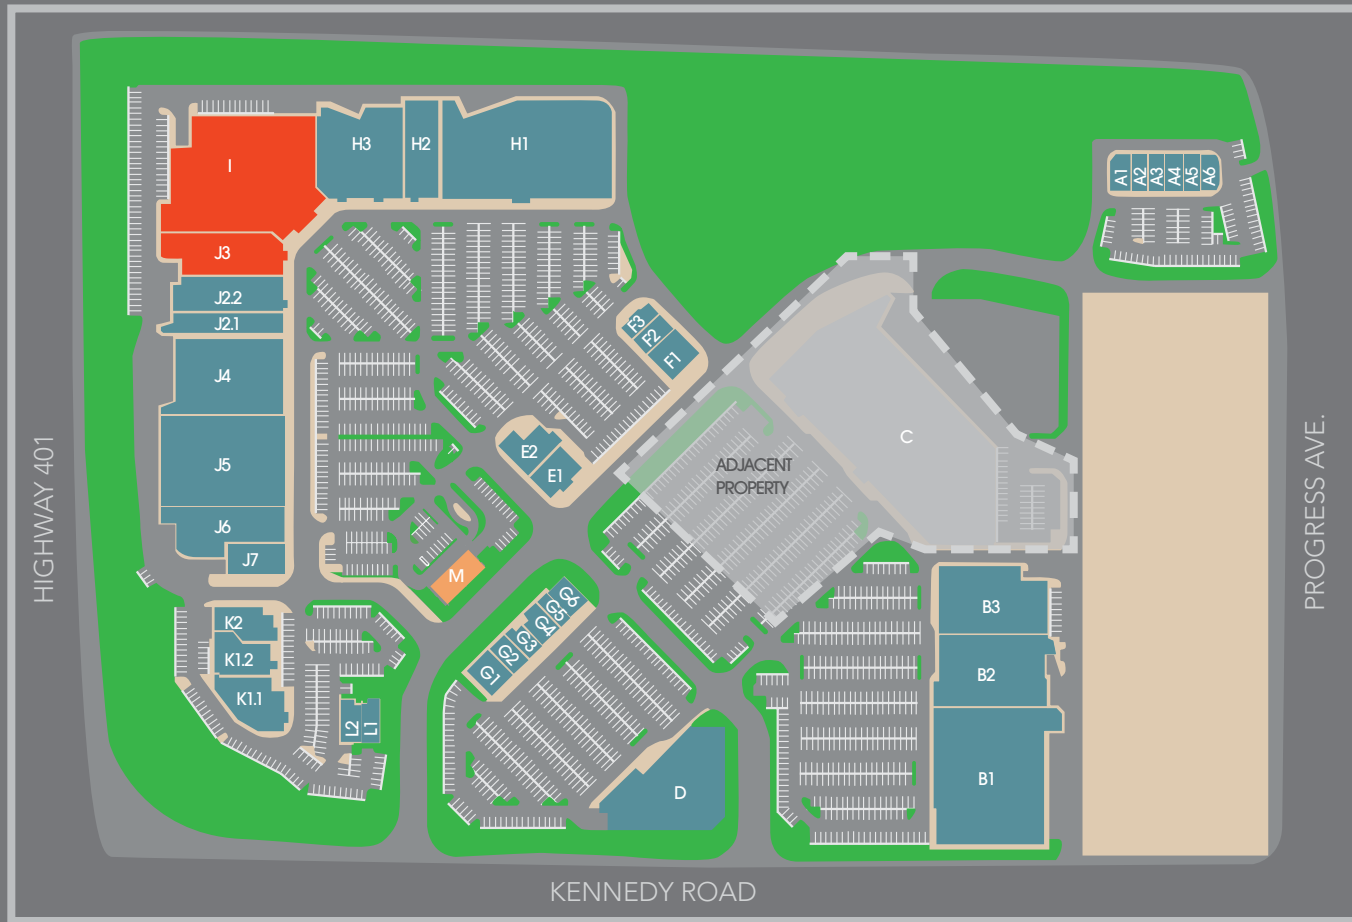 H3
H2
H1
I
A1
A2
A3
A4
A5
A6
J3
J2.2
J2.1
F3
F2
F1
J4
C
E2
E1
J5
ADJACENT
PROPERTY
HIGHWAY 401
PROGRESS AVE.
J6
J7
M
G6
G5
G4
G3
G2
G1
B3
K2
K1.2
K1.1
B2
L2
L1
D
B1
KENNEDY ROAD